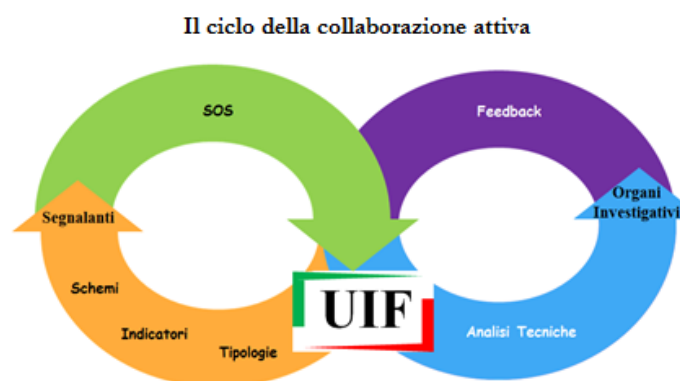 Il ciclo della collaborazione attiva
SOS
Feedback
Segnalanti
Organi
Investigativi
Schemi
Indicatori
Tipologie
UIF
Analisi Tecniche